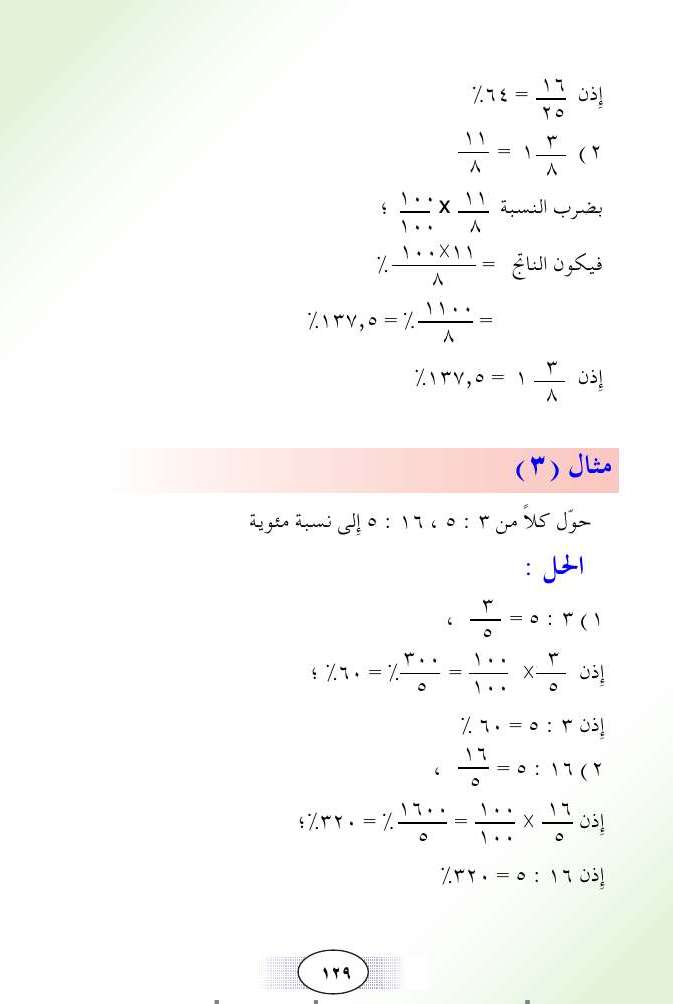 إذن ١٦/٢٥ = ٦٤٪
٢) ١ ٣/٨ = ١١/٨
بضرب النسبة ١١/٨ × ١٠٠/١٠٠ ؛
فيكون الناتج = ١١×١٠٠/٨ ٪
= ١١٠٠/٨ ٪ = ١٣٧,٥٪
إذن ١ ٣/٨ = ١٣٧,٥٪
مثال (٣)
حوّل كلاً من ٣ : ٥ ، ١٦ : ٥ إلى نسبة مئوية
الحل :
١) ٣ : ٥ = ٣/٥ ،
إذن ٣/٥ × ١٠٠/١٠٠ = ٣٠٠/٥ ٪ = ٦٠٪ ؛
إذن ٣ : ٥ = ٦٠ ٪
٢) ١٦ : ٥ = ١٦/٥ ،
إذن ١٦/٥ × ١٠٠/١٠٠ = ١٦٠٠/٥ ٪ = ٣٢٠٪؛
إذن ١٦ : ٥ = ٣٢٠٪
١٢٩